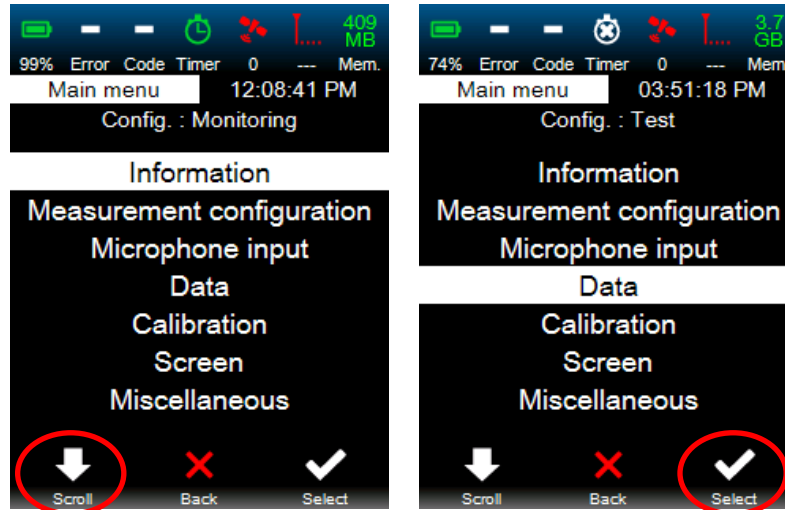 409
MB
99% Error Code Timer 0 --- Mem.
Main menu 12:08:41 PM
Config. : Monitoring
Information
Measurement configuration
Microphone input
Data
Calibration
Screen
Miscellaneous
Scroll Back Select
3.7
GB
74% Error Code Timer 0 --- Mem
Main menu 03:51:18 PM
Config. : Test
Information
Measurement configuration
Microphone input
Data
Calibration
Screen
Miscellaneous
Scroll Back Select